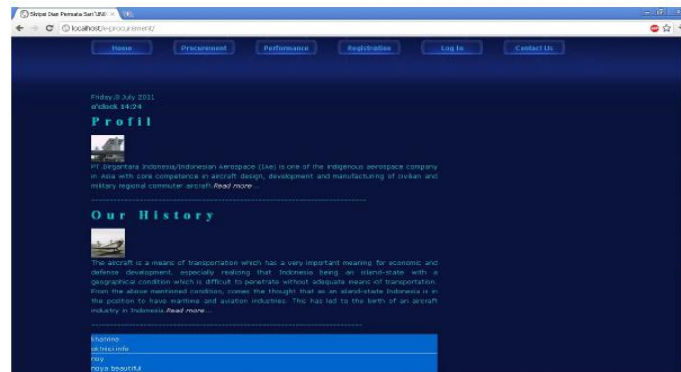 Skripsi Dian Permata Sari"UNI
localhost/e-procurement/
Home Procurement Performance Registration Log In Contact Us
Friday,8 July 2011
o'clock 14:24
Profil
PT .Dirgantara Indonesia/Indonesian Aerospace (IAe) is one of the indigenous aerospace company
in Asia with core competence in aircraft design, development and manufacturing of civilian and
military regional commuter aircraft.Read more...
Our History
The aircraft is a means of transportation which has a very important meaning for economic and
defense development, especially realizing that Indonesia being an island-state with a
geographical condition which is difficult to penetrate without adequate means of transportation.
From the above mentioned condition, comes the thought that as an island-state Indonesia is in
the position to have maritime and aviation industries. This has led to the birth of an aircraft
industry in Indonesia.Read more...
khatrine
info
noy
noya beautiful